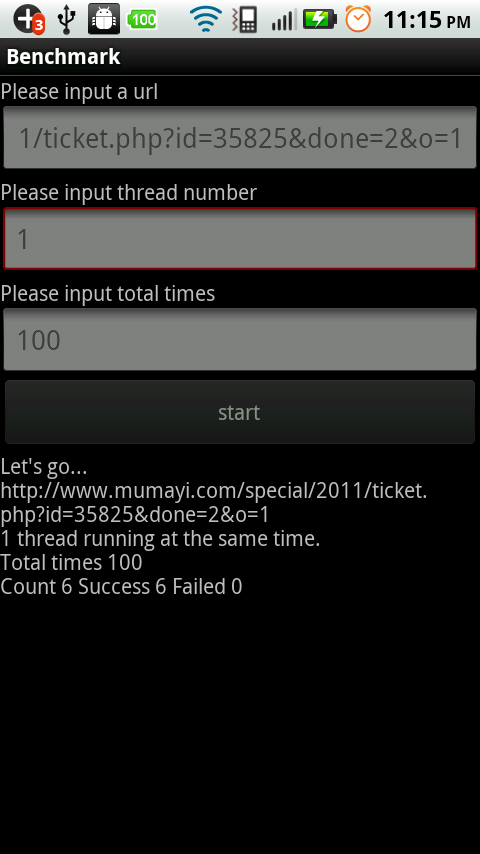 3 100 11:15 PM
Benchmark
Please input a url
1/ticket.php?id=35825&done=2&o=1
Please input thread number
1
Please input total times
100
start
Let's go...
http://www.mumayi.com/special/2011/ticket.
php?id=35825&done=2&o=1
1 thread running at the same time.
Total times 100
Count 6 Success 6 Failed 0